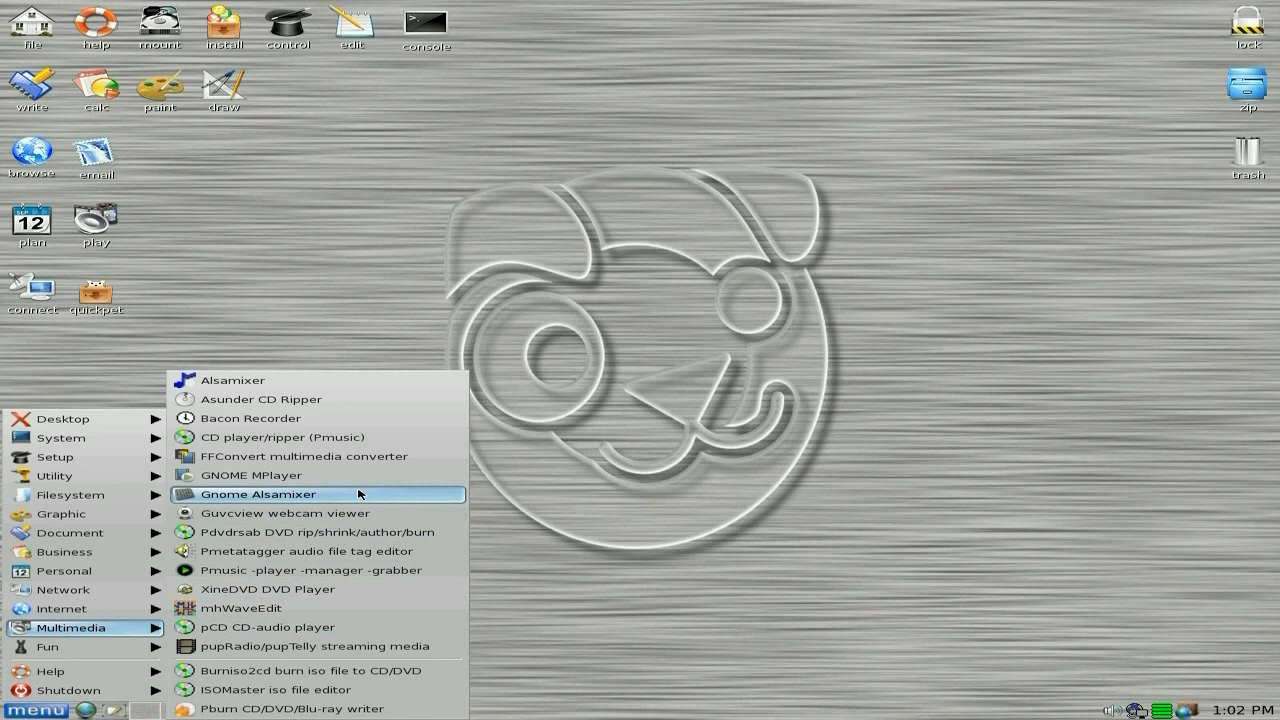 file
help
mount
install
control
edit
console
lock
write
calc
paint
draw
zip
browse
email
trash
SEP 12
plan
play
connect
quickpet
Alsamixer
Asunder CD Ripper
Bacon Recorder
CD player/ripper (Pmusic)
FFConvert multimedia converter
GNOME MPlayer
Gnome Alsamixer
Guvcview webcam viewer
Pdvdrsab DVD rip/shrink/author/burn
Pmetatagger audio file tag editor
Pmusic -player -manager -grabber
XineDVD DVD Player
mhWaveEdit
pCD CD-audio player
pupRadio/pupTelly streaming media
Burniso2cd burn iso file to CD/DVD
ISOMaster iso file editor
Pburn CD/DVD/Blu-ray writer
Desktop
System
Setup
Utility
Filesystem
Graphic
Document
Business
12 Personal
Network
Internet
Multimedia
Fun
Help
Shutdown
menu
1:02 PM